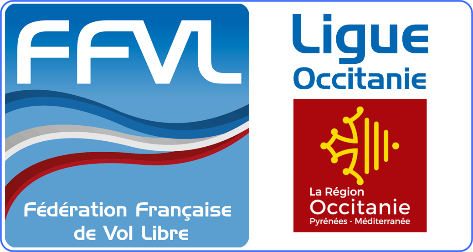 FFVL
Fédération Française
de Vol Libre
Ligue
Occitanie
La Région
Occitanie
Pyrénées - Méditerranée